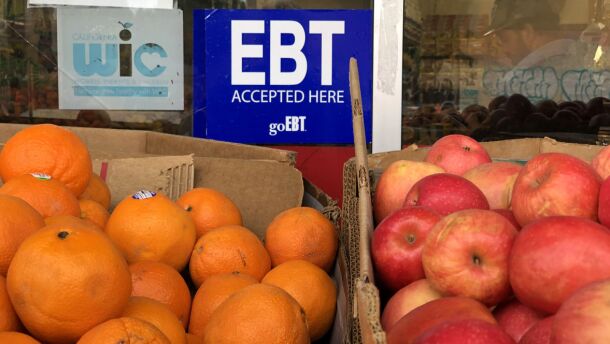 CALIFORNIA
WIC
EBT
ACCEPTED HERE
goEBT